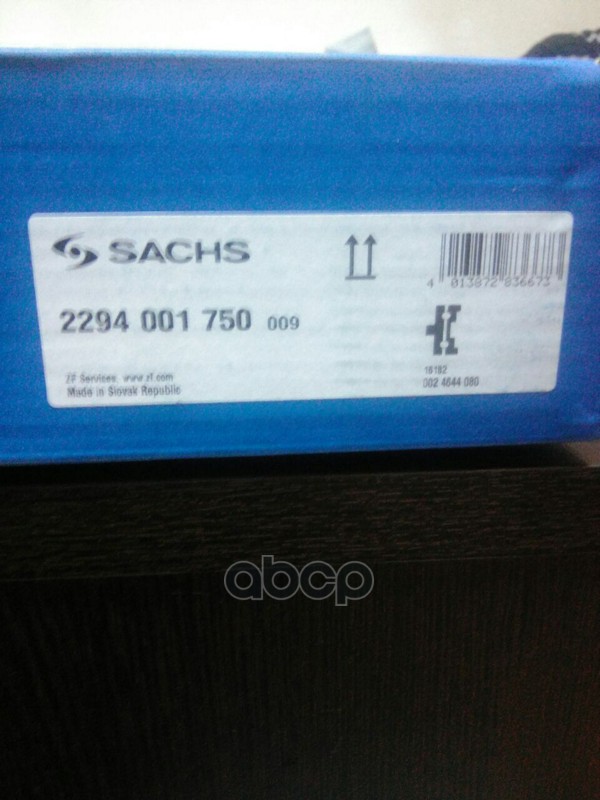 SACHS
4 013872 836673
2294 001 750 009
16182
002 4644 080
ZF Services, www.zf.com
Made in Slovak Republic
abcp